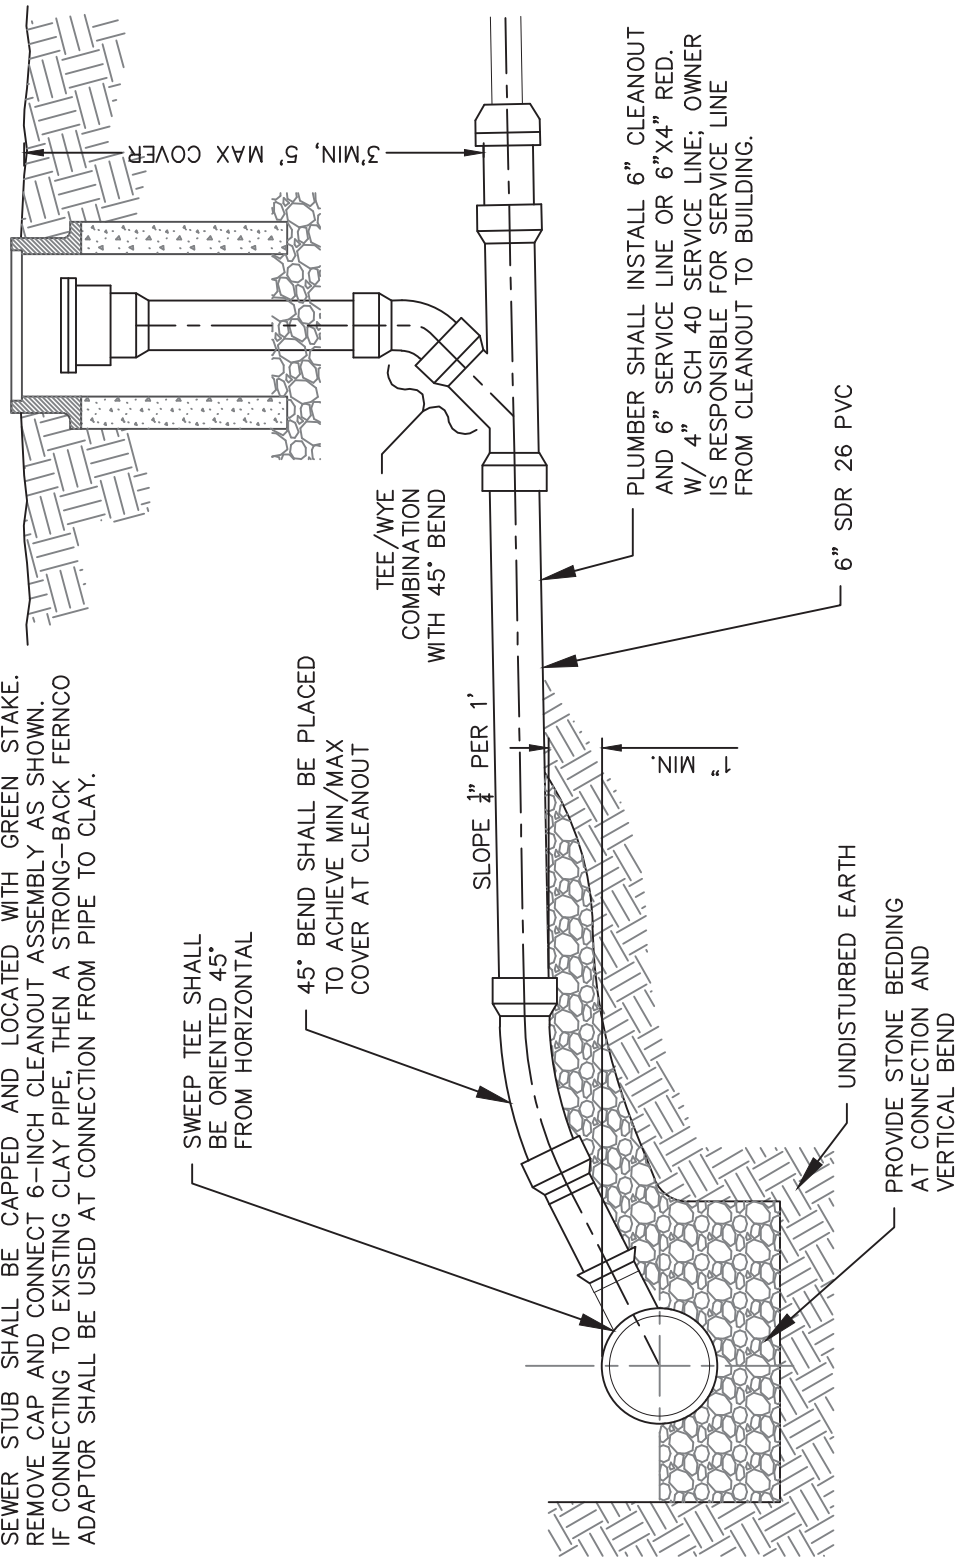 SEWER STUB SHALL BE CAPPED AND LOCATED WITH GREEN STAKE.
REMOVE CAP AND CONNECT 6-INCH CLEANOUT ASSEMBLY AS SHOWN.
IF CONNECTING TO EXISTING CLAY PIPE, THEN A STRONG-BACK FERNCO
ADAPTOR SHALL BE USED AT CONNECTION FROM PIPE TO CLAY.
SWEEP TEE SHALL
BE ORIENTED 45°
FROM HORIZONTAL
45° BEND SHALL BE PLACED
TO ACHIEVE MIN/MAX
COVER AT CLEANOUT
SLOPE 1/4" PER 1'
TEE/WYE
COMBINATION
WITH 45° BEND
3'MIN, 5' MAX COVER
PLUMBER SHALL INSTALL 6" CLEANOUT
AND 6" SERVICE LINE OR 6"X4" RED.
W/ 4" SCH 40 SERVICE LINE; OWNER
IS RESPONSIBLE FOR SERVICE LINE
FROM CLEANOUT TO BUILDING.
6" SDR 26 PVC
1" MIN.
UNDISTURBED EARTH
PROVIDE STONE BEDDING
AT CONNECTION AND
VERTICAL BEND